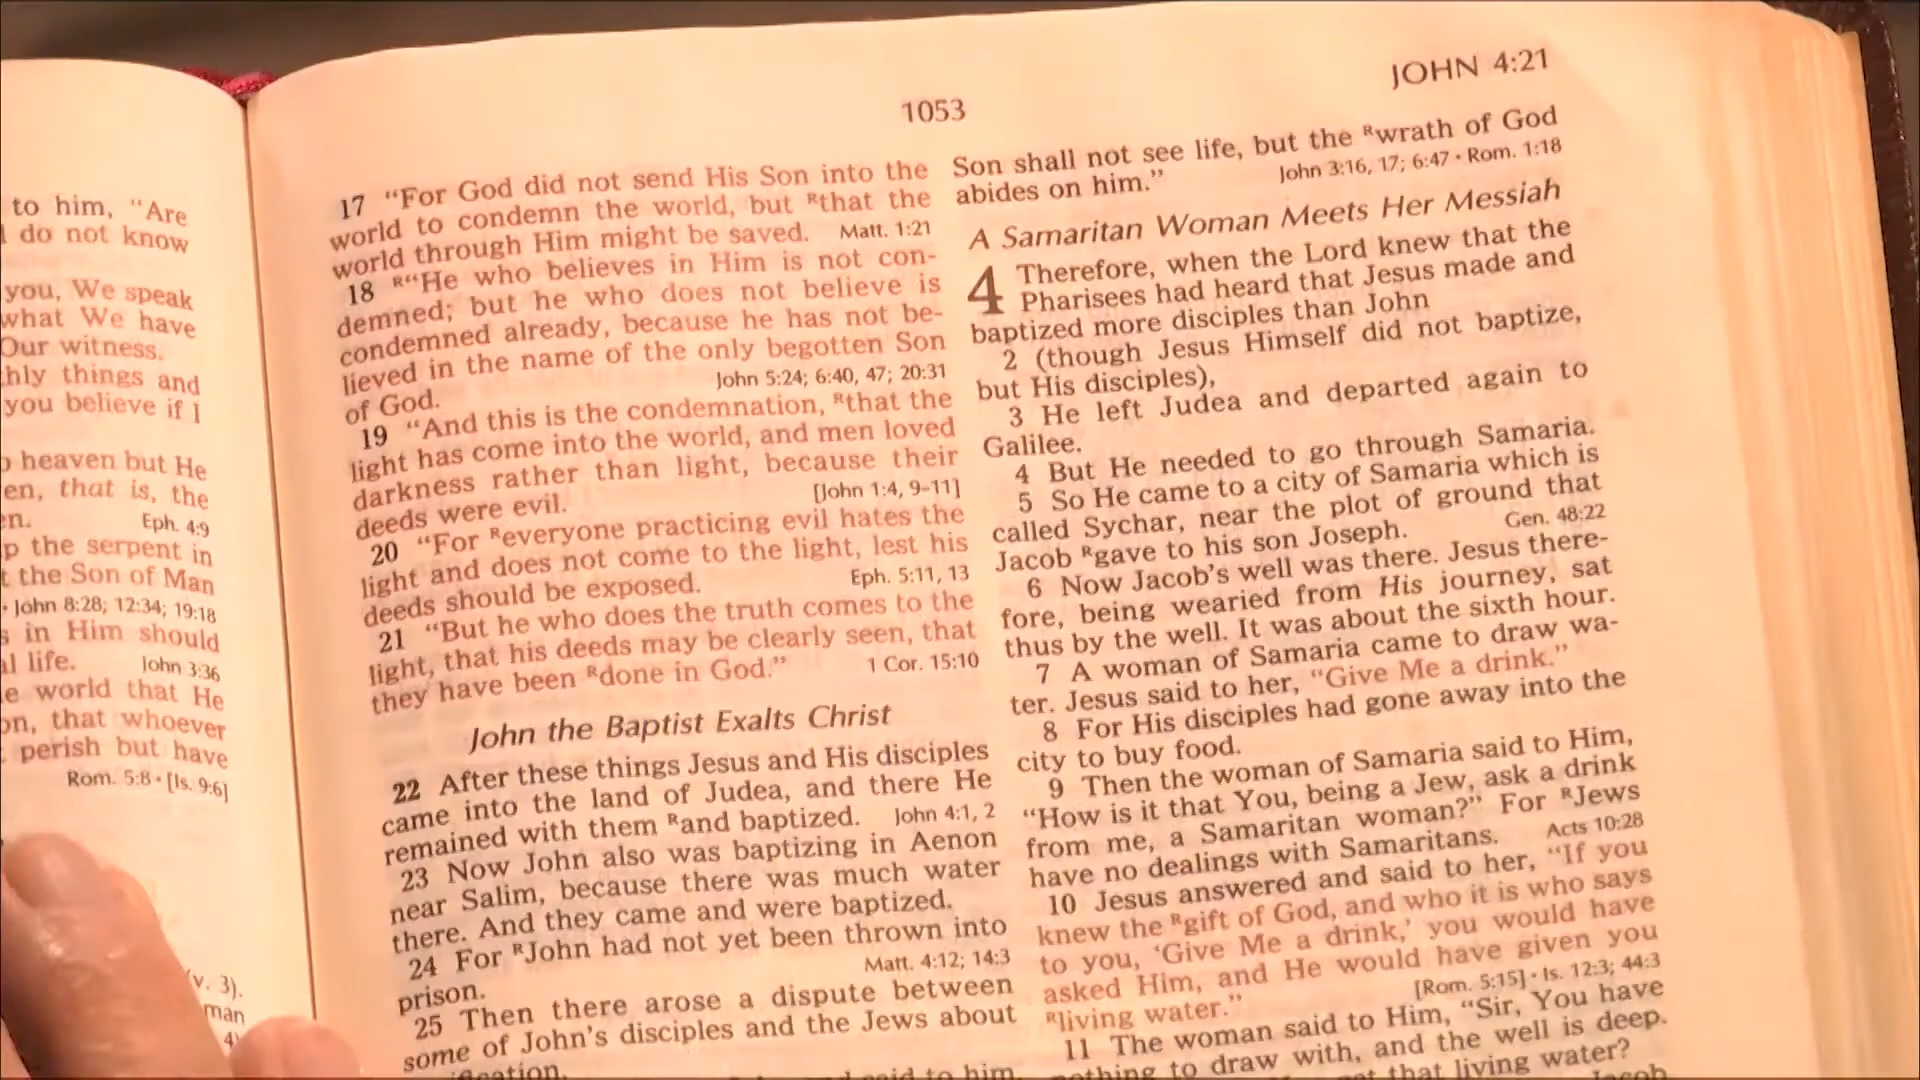 to him, “Are
do not know
you, We speak
what We have
Our witness.
things and
you believe if I
heaven but He
en, that is, the
en. Eph. 4:9
p the serpent in
the Son of Man
• John 8:28; 12:34; 19:18
s in Him should
al life. John 3:36
e world that He
on, that whoever
perish but have
Rom. 5:8 • [Is. 9:6]
(v. 3).
man
4)
1053
JOHN 4:21
17 “For God did not send His Son into the
world to condemn the world, but ᴿthat the
world through Him might be saved. Matt. 1:21
18 ᴿ“He who believes in Him is not con-
demned; but he who does not believe is
condemned already, because he has not be-
lieved in the name of the only begotten Son
of God. John 5:24; 6:40, 47; 20:31
19 “And this is the condemnation, ᴿthat the
light has come into the world, and men loved
darkness rather than light, because their
deeds were evil. [John 1:4, 9–11]
20 “For ᴿeveryone practicing evil hates the
light and does not come to the light, lest his
deeds should be exposed. Eph. 5:11, 13
21 “But he who does the truth comes to the
light, that his deeds may be clearly seen, that
they have been ᴿdone in God.” 1 Cor. 15:10
John the Baptist Exalts Christ
22 After these things Jesus and His disciples
came into the land of Judea, and there He
remained with them ᴿand baptized. John 4:1, 2
23 Now John also was baptizing in Aenon
near Salim, because there was much water
there. And they came and were baptized.
24 For ᴿJohn had not yet been thrown into
prison. Matt. 4:12; 14:3
25 Then there arose a dispute between
some of John’s disciples and the Jews about
Son shall not see life, but the ᴿwrath of God
abides on him.” John 3:16, 17; 6:47 • Rom. 1:18
A Samaritan Woman Meets Her Messiah
4 Therefore, when the Lord knew that the
Pharisees had heard that Jesus made and
baptized more disciples than John
2 (though Jesus Himself did not baptize,
but His disciples),
3 He left Judea and departed again to
Galilee.
4 But He needed to go through Samaria.
5 So He came to a city of Samaria which is
called Sychar, near the plot of ground that
Jacob ᴿgave to his son Joseph. Gen. 48:22
6 Now Jacob’s well was there. Jesus there-
fore, being wearied from His journey, sat
thus by the well. It was about the sixth hour.
7 A woman of Samaria came to draw wa-
ter. Jesus said to her, “Give Me a drink.”
8 For His disciples had gone away into the
city to buy food.
9 Then the woman of Samaria said to Him,
“How is it that You, being a Jew, ask a drink
from me, a Samaritan woman?” For ᴿJews
have no dealings with Samaritans. Acts 10:28
10 Jesus answered and said to her, “If you
knew the ᴿgift of God, and who it is who says
to you, ‘Give Me a drink,’ you would have
asked Him, and He would have given you
ᴿliving water.” [Rom. 5:15] • Is. 12:3; 44:3
11 The woman said to Him, “Sir, You have
nothing to draw with, and the well is deep.
that living water?